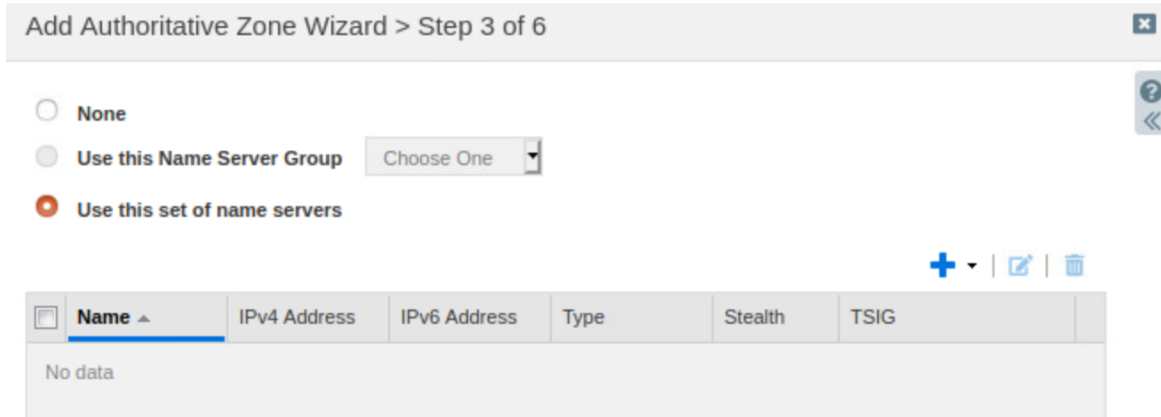 Add Authoritative Zone Wizard > Step 3 of 6
None
Use this Name Server Group Choose One
Use this set of name servers
Name IPv4 Address IPv6 Address Type Stealth TSIG
No data